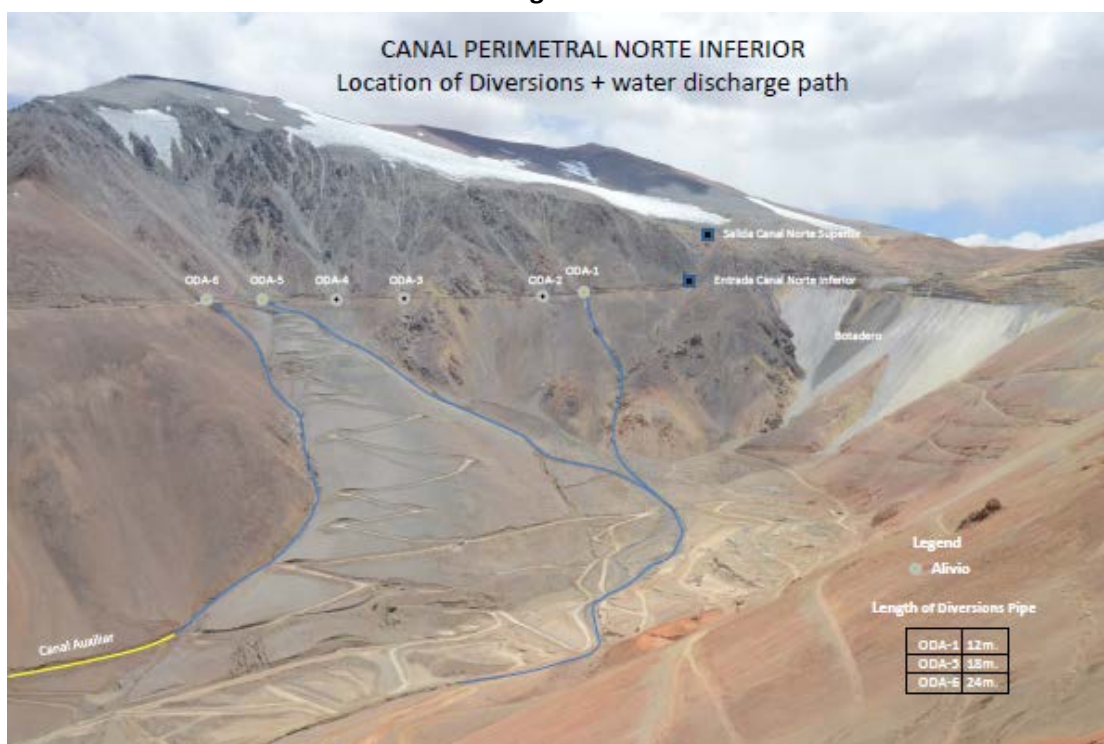 CANAL PERIMETRAL NORTE INFERIOR
Location of Diversions + water discharge path
Salida Canal Norte Superior
ODA-6
ODA-5
ODA-4
ODA-3
ODA-2
ODA-1
Entrada Canal Norte Inferior
Botadero
Legend
Alivio
Length of Diversions Pipe
Canal Auxiliar
ODA-1 12m.
ODA-5 18m.
ODA-6 24m.